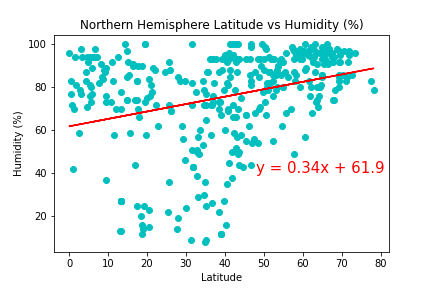 Northern Hemisphere Latitude vs Humidity (%)
100
80
60
40
20
Humidity (%)
y = 0.34x + 61.9
0 10 20 30 40 50 60 70 80
Latitude